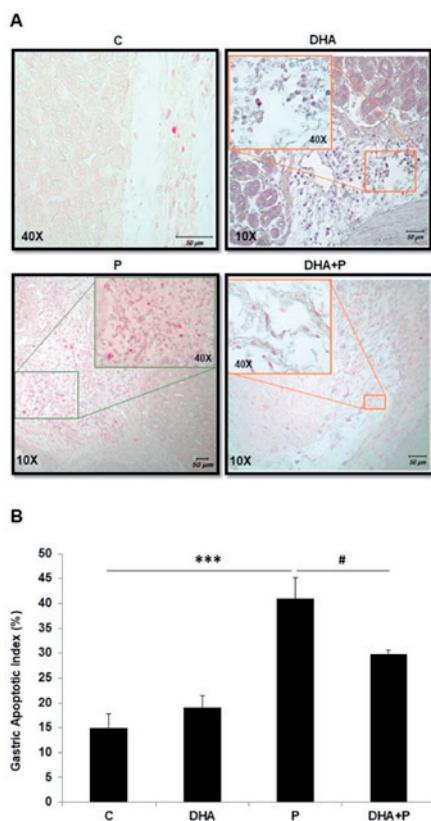 A
C
DHA
40X
50 µm
40X
10X
50 µm
P
DHA+P
40X
10X
50 µm
40X
10X
50 µm
B
Gastric Apoptotic Index (%)
50
45
40
35
30
25
20
15
10
5
0
***
#
C
DHA
P
DHA+P